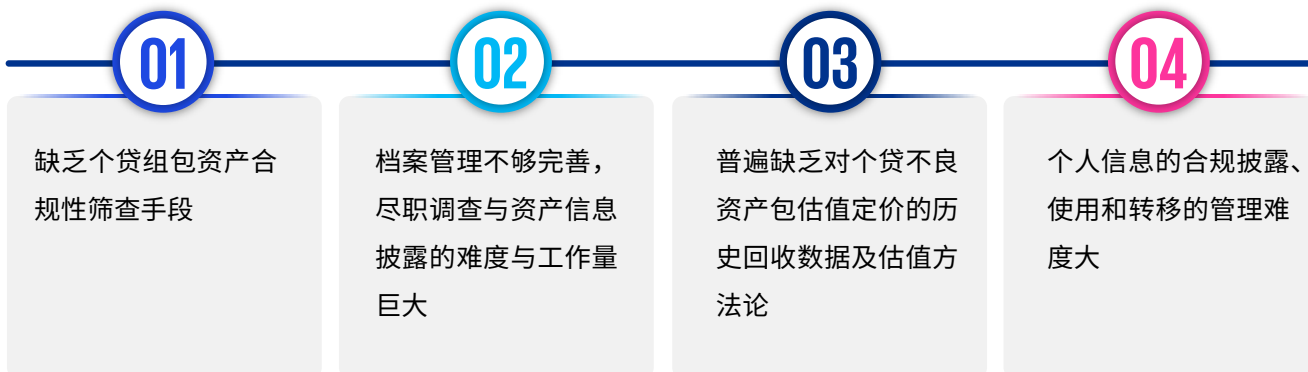 01
缺乏个贷组包资产合
规性筛查手段
02
档案管理不够完善，
尽职调查与资产信息
披露的难度与工作量
巨大
03
普遍缺乏对个贷不良
资产包估值定价的历
史回收数据及估值方
法论
04
个人信息的合规披露、
使用和转移的管理难
度大